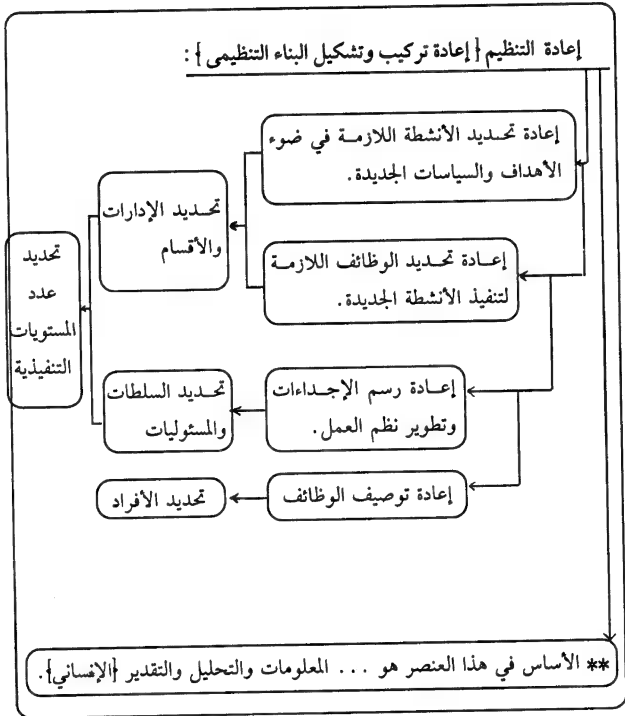 إعادة التنظيم {إعادة تركيب وتشكيل البناء التنظيمى}:
إعادة تحديد الأنشطة اللازمة في ضوء
الأهداف والسياسات الجديدة.
تحديد الإدارات
والأقسام
إعادة تحديد الوظائف اللازمة
لتنفيذ الأنشطة الجديدة.
تحديد
عدد
المستويات
التنفيذية
إعادة رسم الإجداءات
وتطوير نظم العمل.
تحديد السلطات
والمسئوليات
إعادة توصيف الوظائف
تحديد الأفراد
** الأساس في هذا العنصر هو ... المعلومات والتحليل والتقدير {الإنساني}.